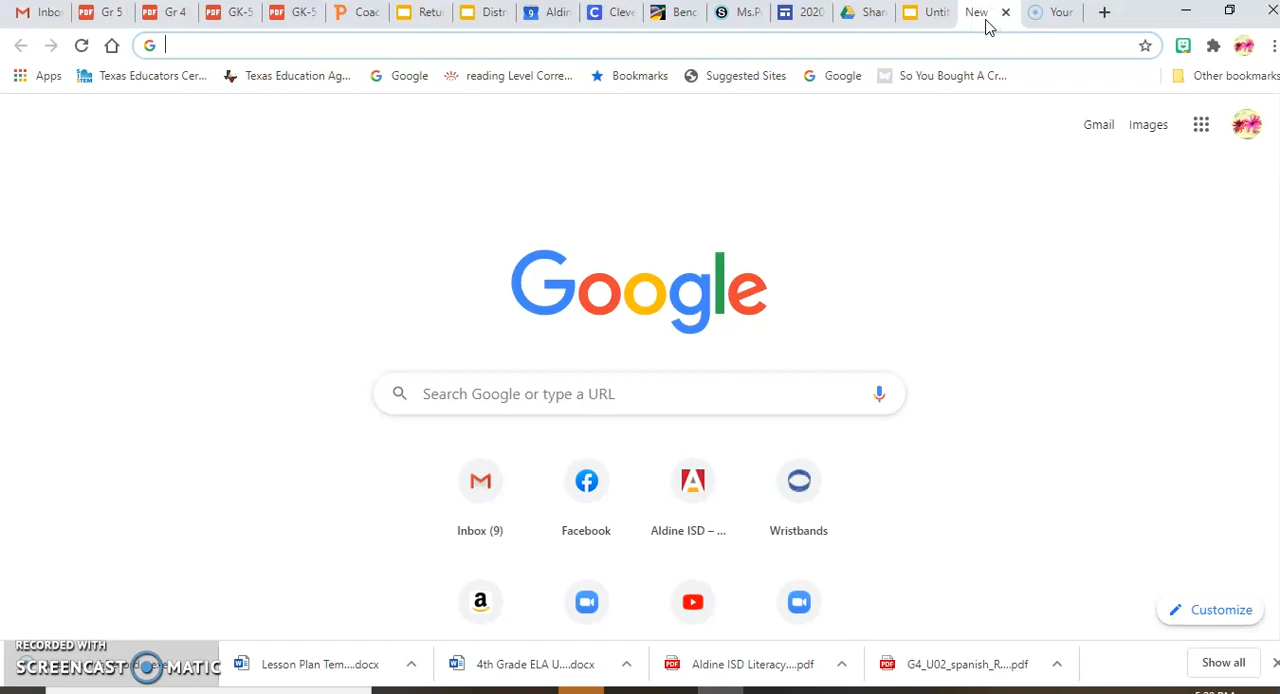 Inbo Gr 5 Gr 4 GK-5 GK-5 Coac Retu Distr Aldin Cleve Benc Ms.P 2020 Shar Untit New Your
Apps Texas Educators Cer... Texas Education Ag... Google reading Level Corre... Bookmarks Suggested Sites Google So You Bought A Cr... Other bookmarks
Gmail Images
Google
Search Google or type a URL
Inbox (9) Facebook Aldine ISD – ... Wristbands
Customize
RECORDED WITH
SCREENCAST MATIC
Lesson Plan Tem....docx 4th Grade ELA U....docx Aldine ISD Literacy....pdf G4_U02_spanish_R....pdf Show all